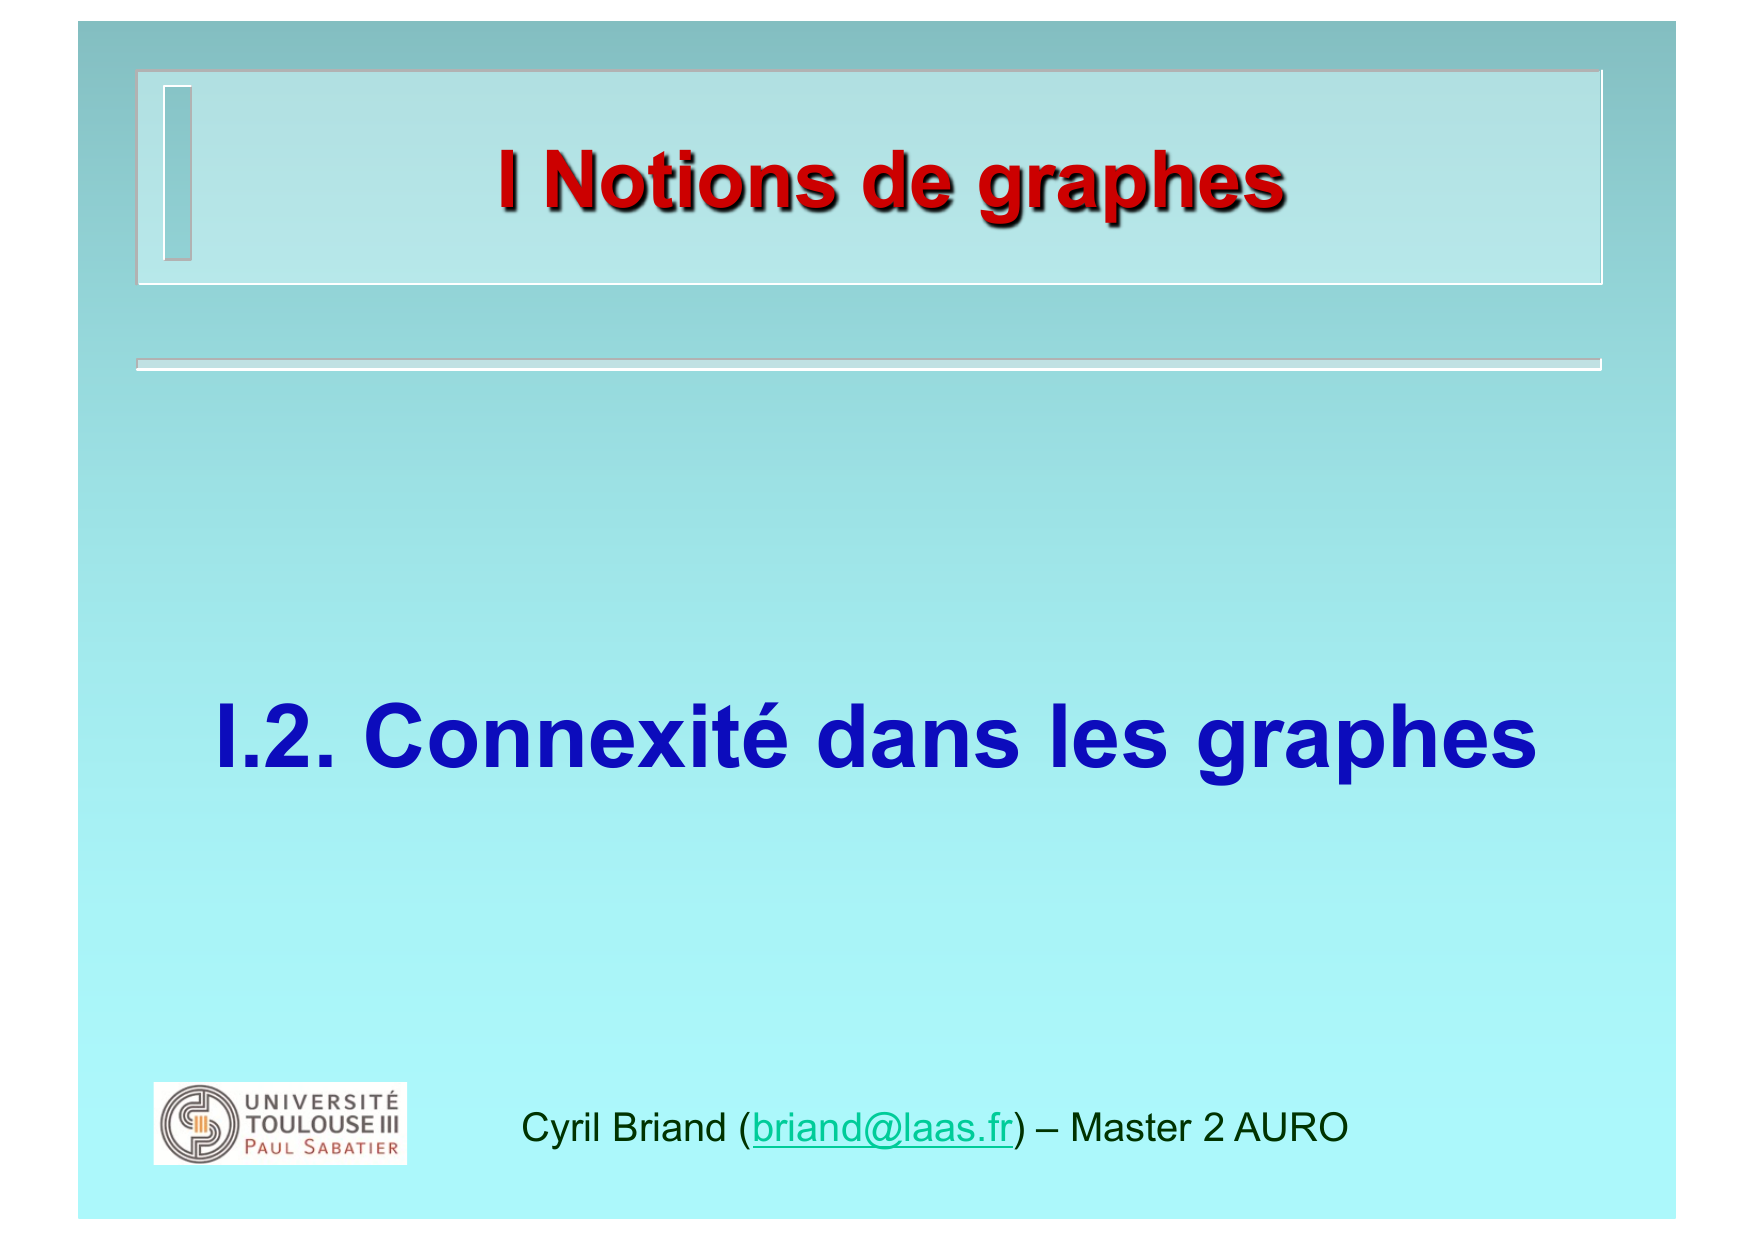 I Notions de graphes
I.2. Connexité dans les graphes
UNIVERSITÉ
TOULOUSE III
PAUL SABATIER
Cyril Briand (briand@laas.fr) – Master 2 AURO